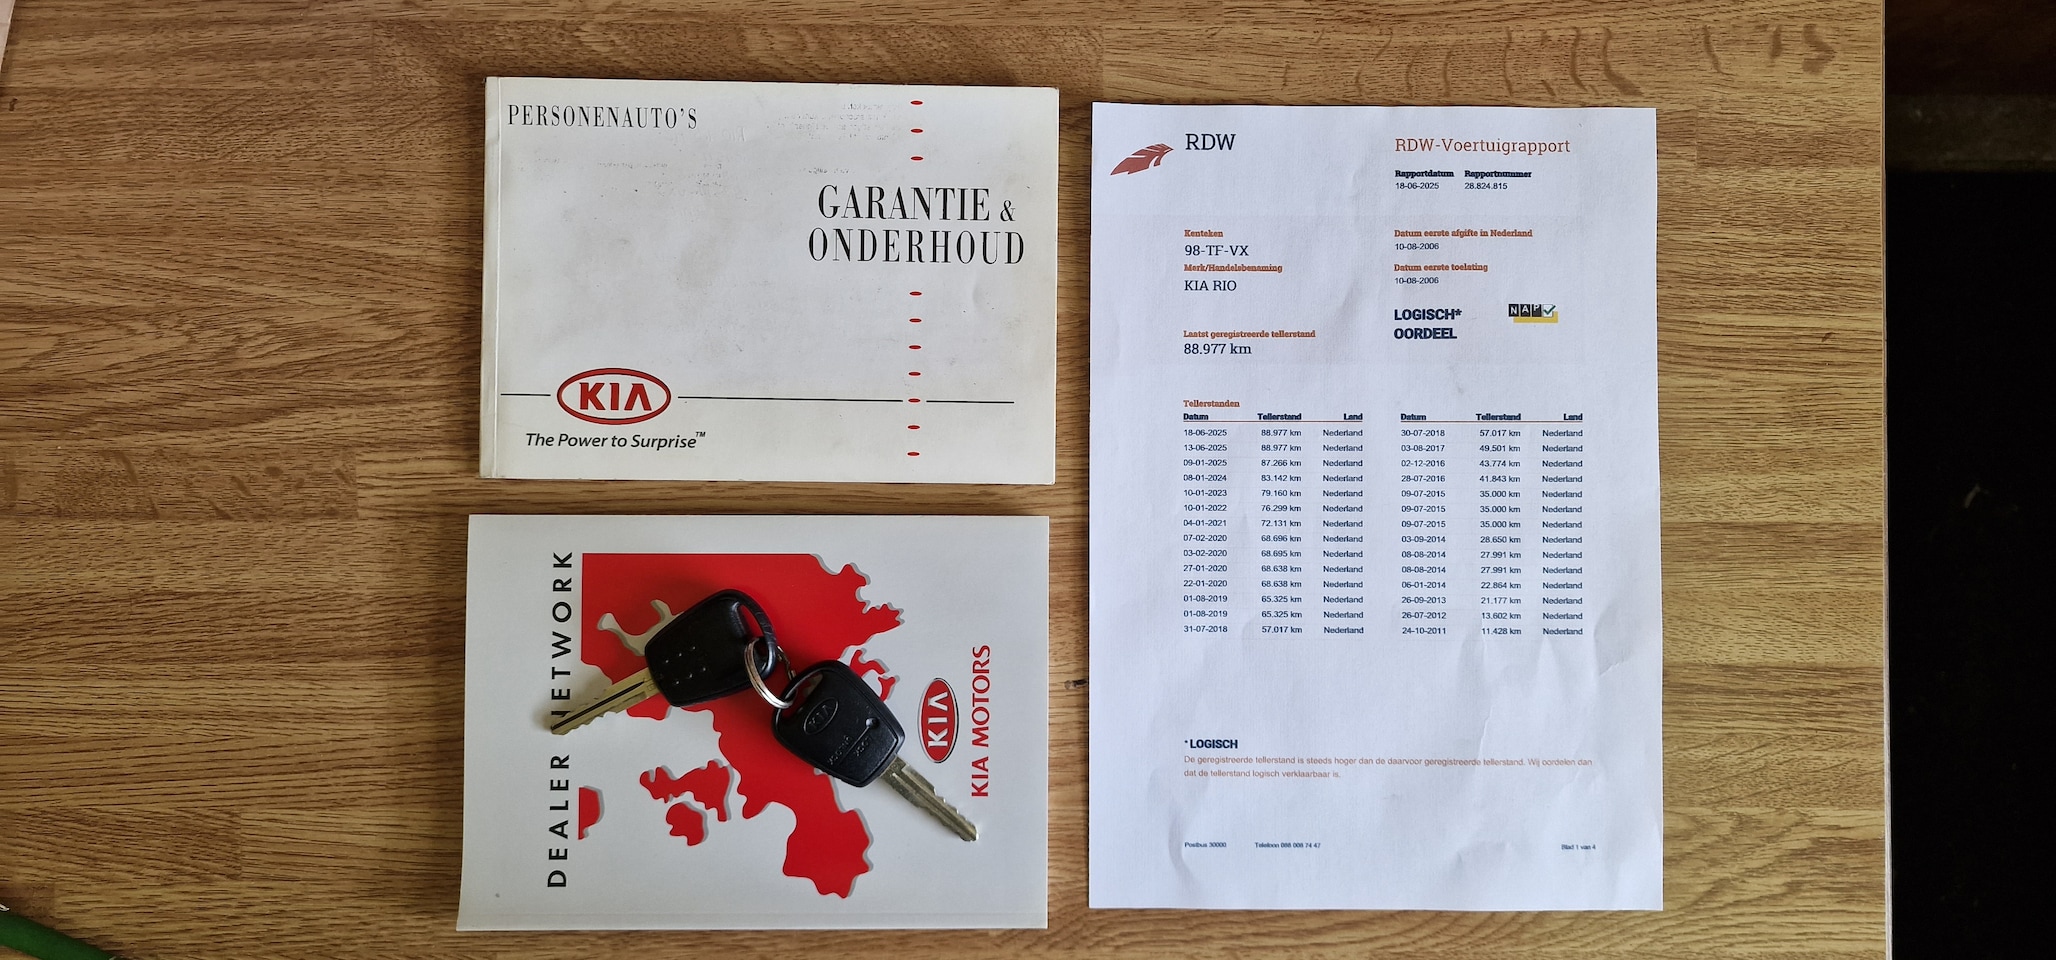 PERSONENAUTO'S
GARANTIE &
ONDERHOUD
KIA
The Power to Surprise™
DEALER NETWORK
KIA
KIA MOTORS
KIA
RDW
RDW-Voertuigrapport
Rapportdatum Rapportnummer
18-06-2025 28.824.815
Kenteken
98-TF-VX
Merk/Handelsbenaming
KIA RIO
Datum eerste afgifte in Nederland
10-08-2006
Datum eerste toelating
10-08-2006
LOGISCH*
OORDEEL
NAP
Laatst geregistreerde tellerstand
88.977 km
Tellerstanden
Datum Tellerstand Land
18-06-2025 88.977 km Nederland
13-06-2025 88.977 km Nederland
09-01-2025 87.266 km Nederland
08-01-2024 83.142 km Nederland
10-01-2023 79.160 km Nederland
10-01-2022 76.299 km Nederland
04-01-2021 72.131 km Nederland
07-02-2020 68.696 km Nederland
03-02-2020 68.695 km Nederland
27-01-2020 68.638 km Nederland
22-01-2020 68.638 km Nederland
01-08-2019 65.325 km Nederland
01-08-2019 65.325 km Nederland
31-07-2018 57.017 km Nederland
Datum Tellerstand Land
30-07-2018 57.017 km Nederland
03-08-2017 49.501 km Nederland
02-12-2016 43.774 km Nederland
28-07-2016 41.843 km Nederland
09-07-2015 35.000 km Nederland
09-07-2015 35.000 km Nederland
09-07-2015 35.000 km Nederland
03-09-2014 28.650 km Nederland
08-08-2014 27.991 km Nederland
08-08-2014 27.991 km Nederland
06-01-2014 22.864 km Nederland
26-09-2013 21.177 km Nederland
26-07-2012 13.602 km Nederland
24-10-2011 11.428 km Nederland
*LOGISCH
De geregistreerde tellerstand is steeds hoger dan de daarvoor geregistreerde tellerstand. Wij oordelen dan
dat de tellerstand logisch verklaarbaar is.
Postbus 30000 Telefoon 088 008 74 47 Blad 1 van 4